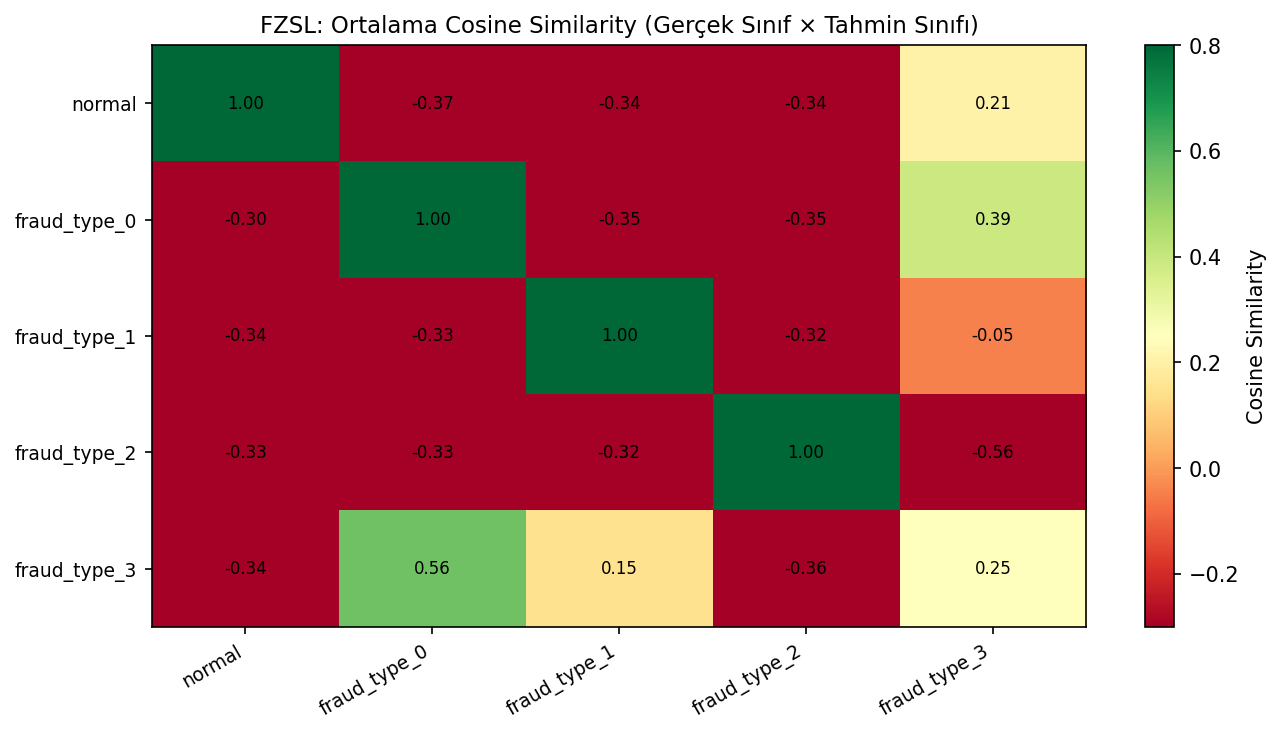 FZSL: Ortalama Cosine Similarity (Gerçek Sınıf × Tahmin Sınıfı)
normal 1.00 -0.37 -0.34 -0.34 0.21
fraud_type_0 -0.30 1.00 -0.35 -0.35 0.39
fraud_type_1 -0.34 -0.33 1.00 -0.32 -0.05
fraud_type_2 -0.33 -0.33 -0.32 1.00 -0.56
fraud_type_3 -0.34 0.56 0.15 -0.36 0.25
normal fraud_type_0 fraud_type_1 fraud_type_2 fraud_type_3
0.8
0.6
0.4
0.2
0.0
−0.2
Cosine Similarity